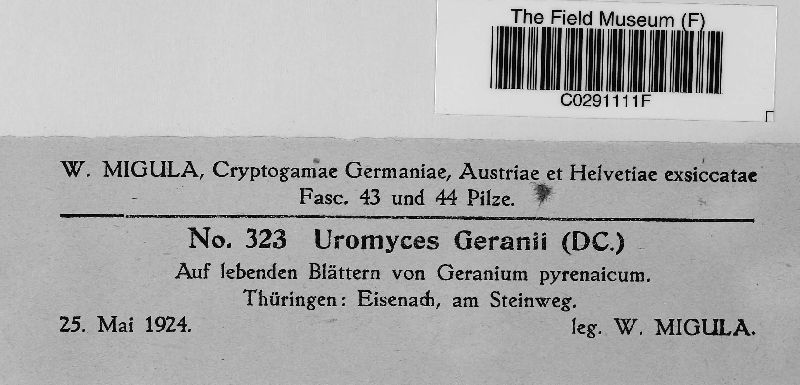 The Field Museum (F)
C0291111F
W. MIGULA, Cryptogamae Germaniae, Austriae et Helvetiae exsiccatae
Fasc. 43 und 44 Pilze.
No. 323 Uromyces Geranii (DC.)
Auf lebenden Blättern von Geranium pyrenaicum.
Thüringen: Eisenach, am Steinweg.
25. Mai 1924. leg. W. MIGULA.